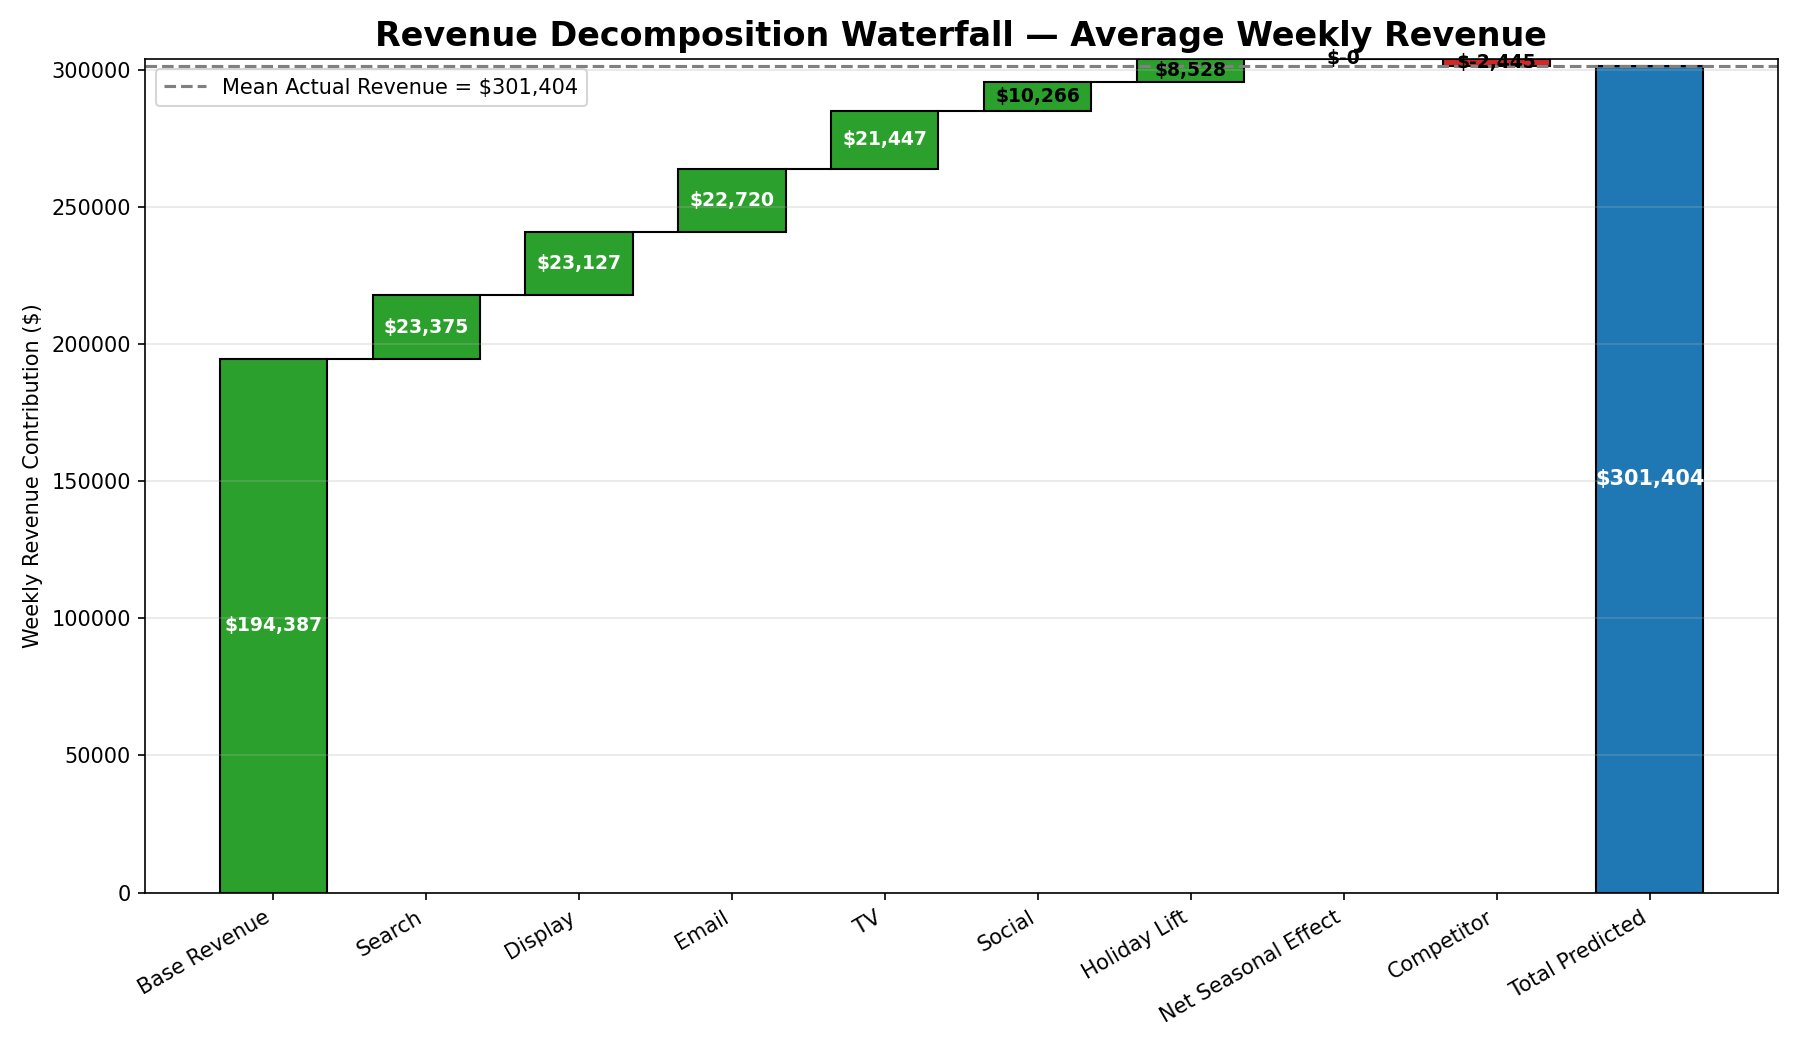 Revenue Decomposition Waterfall — Average Weekly Revenue
Mean Actual Revenue = $301,404
Weekly Revenue Contribution ($)
300000
250000
200000
150000
100000
50000
0
$194,387
$23,375
$23,127
$22,720
$21,447
$10,266
$8,528
$-0
$-2,445
$301,404
Base Revenue
Search
Display
Email
TV
Social
Holiday Lift
Net Seasonal Effect
Competitor
Total Predicted